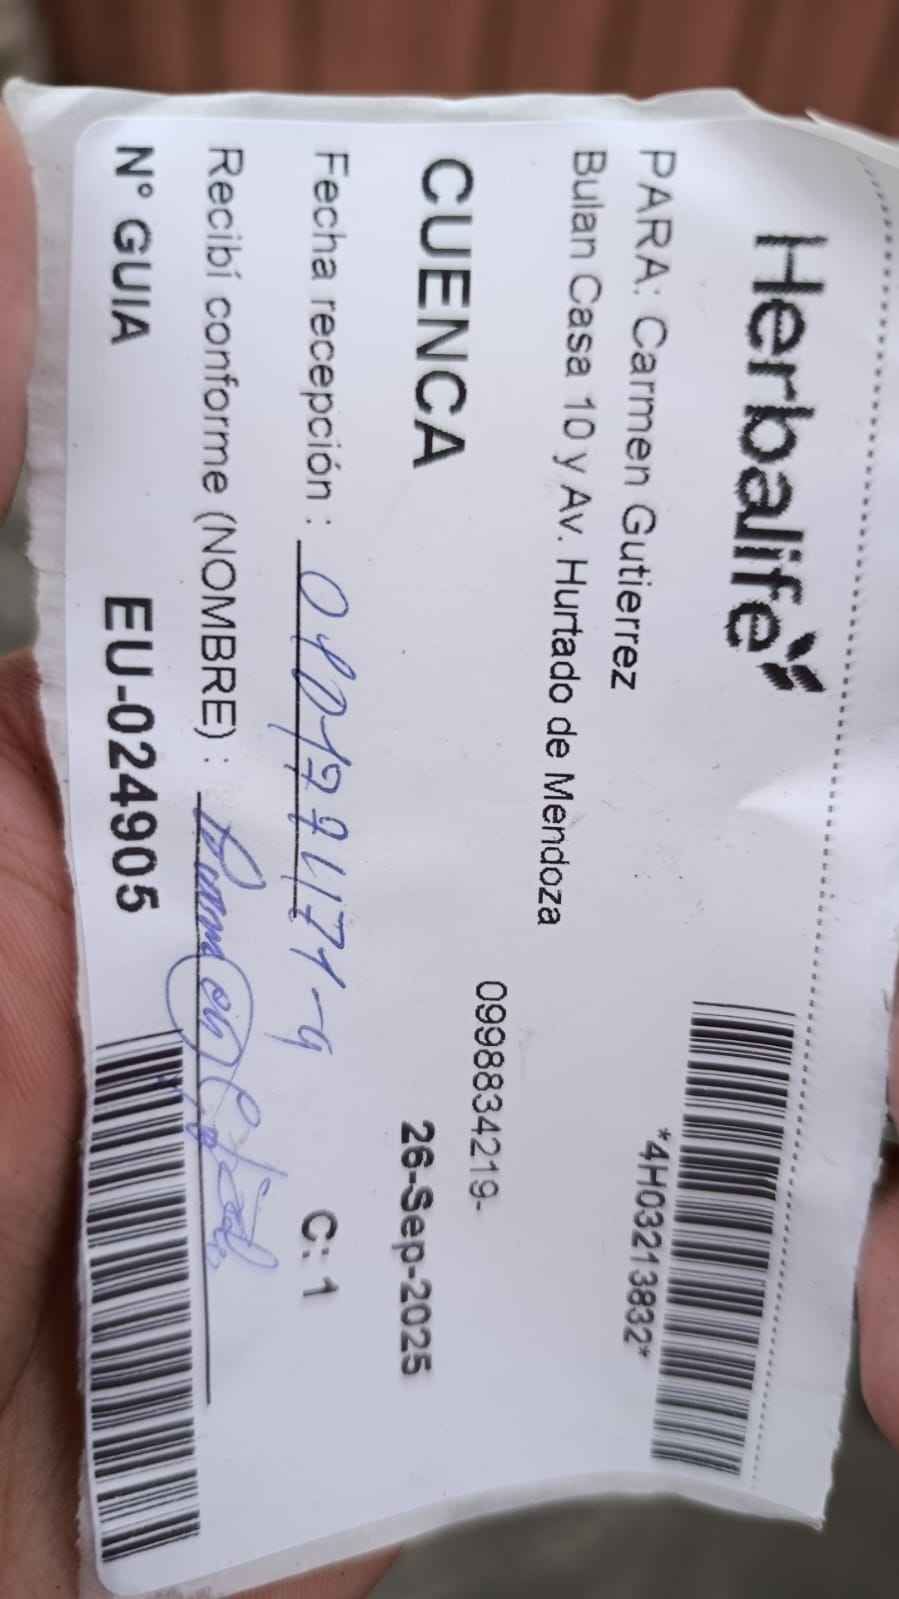 Herbalife
*4H03213832*
PARA: Carmen Gutierrez
Bulan Casa 10 y Av. Hurtado de Mendoza
0998834219-
CUENCA
26-Sep-2025
Fecha recepción :
C: 1
Recibí conforme (NOMBRE) :
N° GUIA EU-024905